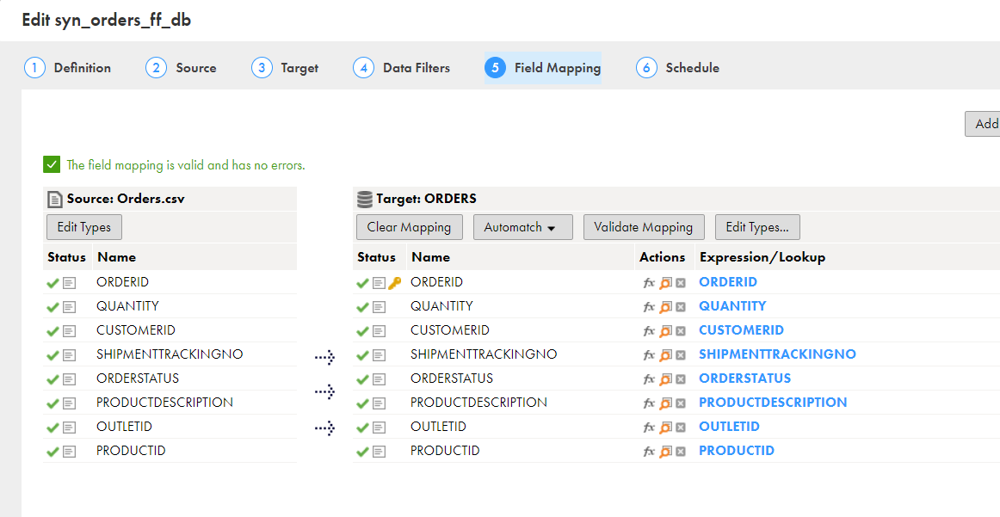 Edit syn_orders_ff_db
1 Definition 2 Source 3 Target 4 Data Filters 5 Field Mapping 6 Schedule
Add
The field mapping is valid and has no errors.
Source: Orders.csv Target: ORDERS
Edit Types Clear Mapping Automatch Validate Mapping Edit Types...
Status Name Status Name Actions Expression/Lookup
ORDERID ORDERID fx ORDERID
QUANTITY QUANTITY fx QUANTITY
CUSTOMERID CUSTOMERID fx CUSTOMERID
SHIPMENTTRACKINGNO SHIPMENTTRACKINGNO fx SHIPMENTTRACKINGNO
ORDERSTATUS ORDERSTATUS fx ORDERSTATUS
PRODUCTDESCRIPTION PRODUCTDESCRIPTION fx PRODUCTDESCRIPTION
OUTLETID OUTLETID fx OUTLETID
PRODUCTID PRODUCTID fx PRODUCTID